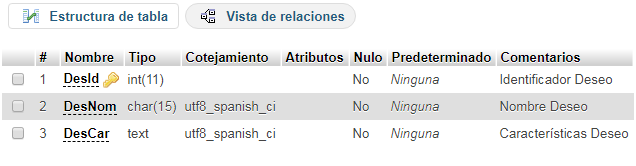 Estructura de tabla Vista de relaciones
# Nombre Tipo Cotejamiento Atributos Nulo Predeterminado Comentarios
1 DesId int(11) No Ninguna Identificador Deseo
2 DesNom char(15) utf8_spanish_ci No Ninguna Nombre Deseo
3 DesCar text utf8_spanish_ci No Ninguna Características Deseo